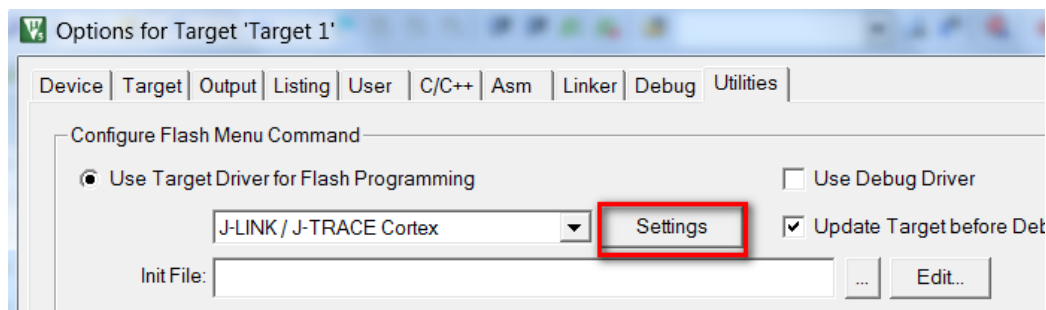 Options for Target 'Target 1'
Device Target Output Listing User C/C++ Asm Linker Debug Utilities
Configure Flash Menu Command
Use Target Driver for Flash Programming Use Debug Driver
J-LINK / J-TRACE Cortex Settings Update Target before Deb
Init File: ... Edit...